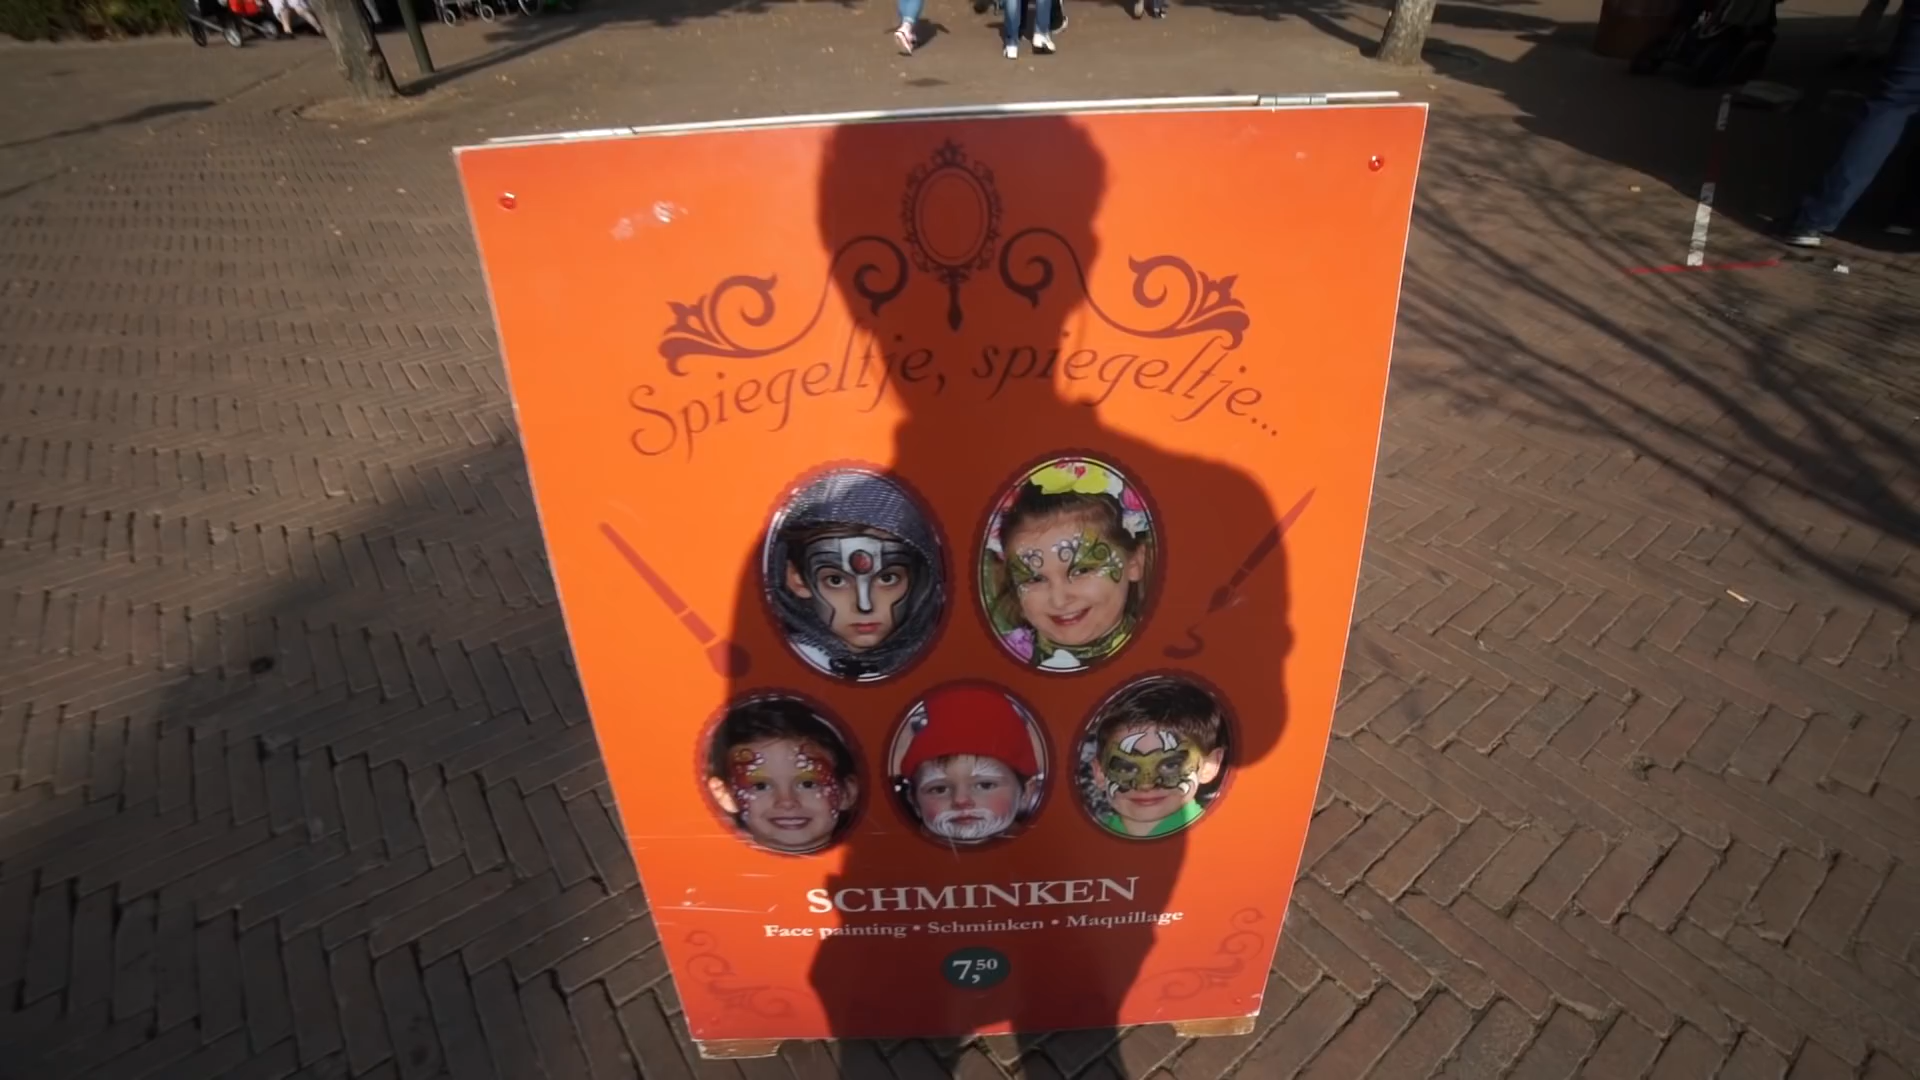 Spiegeltje, spiegeltje...
SCHMINKEN
Face painting • Schminken • Maquillage
7,50